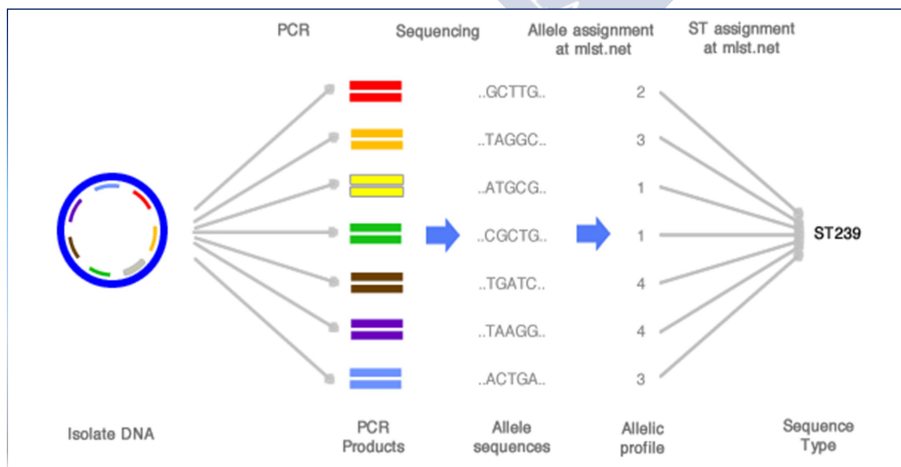 PCR
Sequencing
Allele assignment
at mlst.net
ST assignment
at mlst.net
..GCTTG..
2
..TAGGC..
3
..ATGCG..
1
..CGCTG..
1
ST239
..TGATC..
4
..TAAGG..
4
..ACTGA..
3
Isolate DNA
PCR
Products
Allele
sequences
Allelic
profile
Sequence
Type